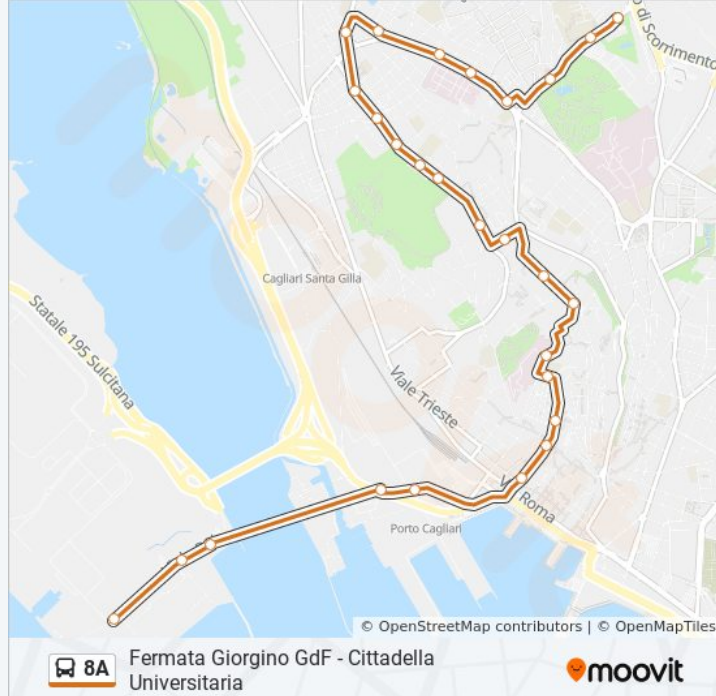 di Scorrimento
Cagliari Santa Gilla
Statale 195 Sulcitana
Viale Trieste
Roma
Porto Cagliari
© OpenStreetMap contributors | © OpenMapTiles
8A
Fermata Giorgino GdF - Cittadella
Universitaria
moovit